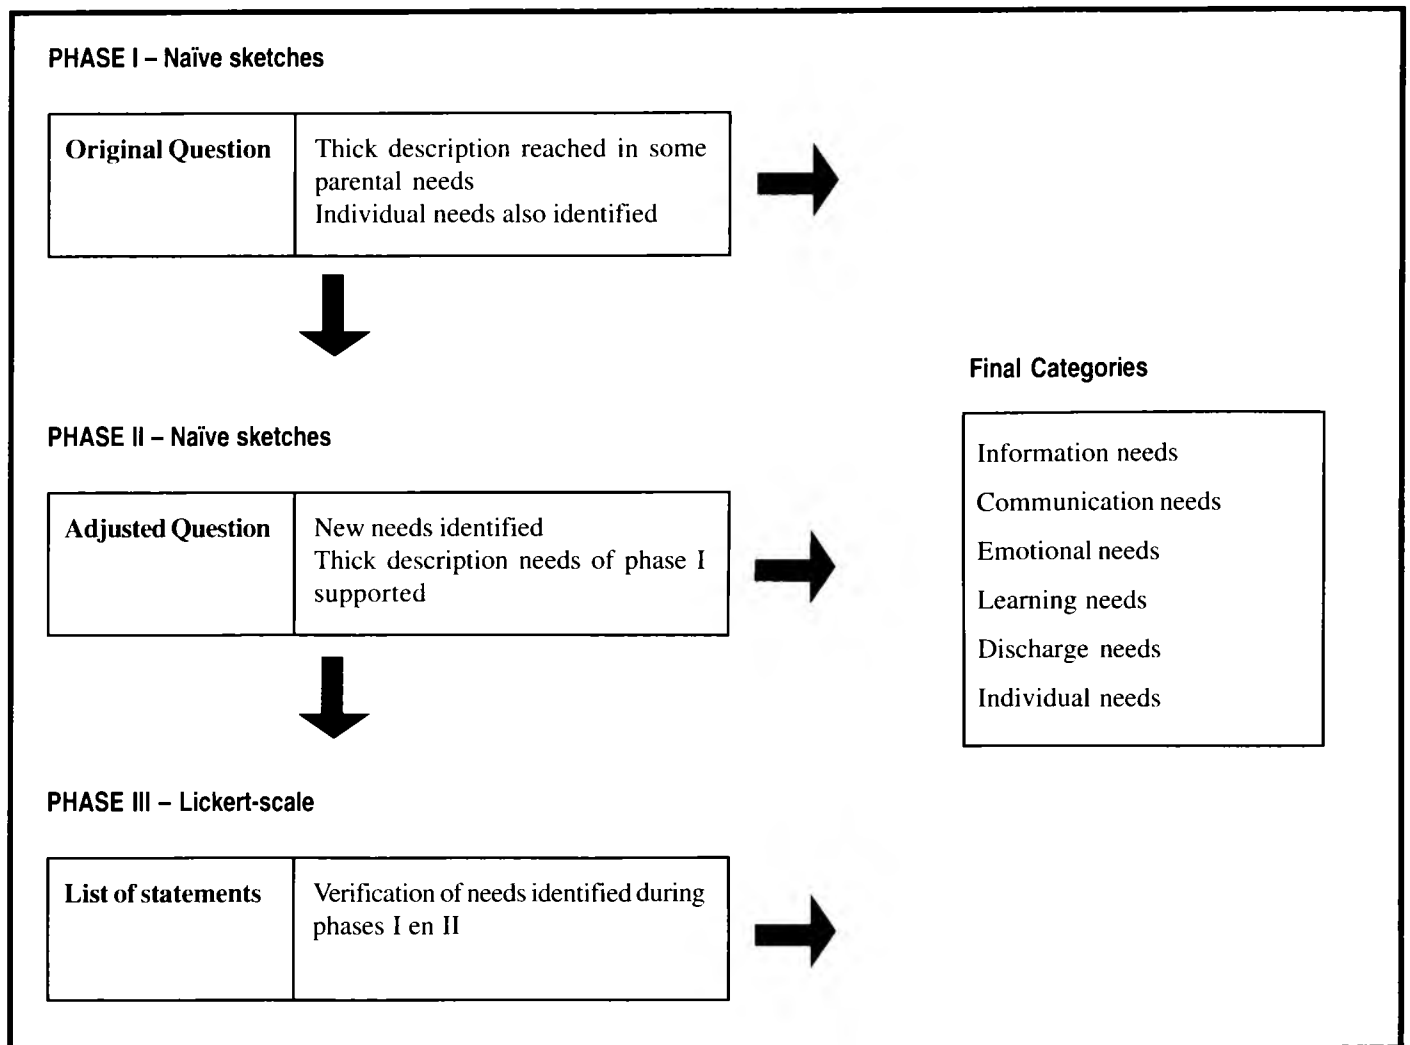 PHASE I – Naïve sketches
Original Question
Thick description reached in some
parental needs
Individual needs also identified
PHASE II – Naïve sketches
Adjusted Question
New needs identified
Thick description needs of phase I
supported
PHASE III – Lickert-scale
List of statements
Verification of needs identified during
phases I en II
Final Categories
Information needs
Communication needs
Emotional needs
Learning needs
Discharge needs
Individual needs